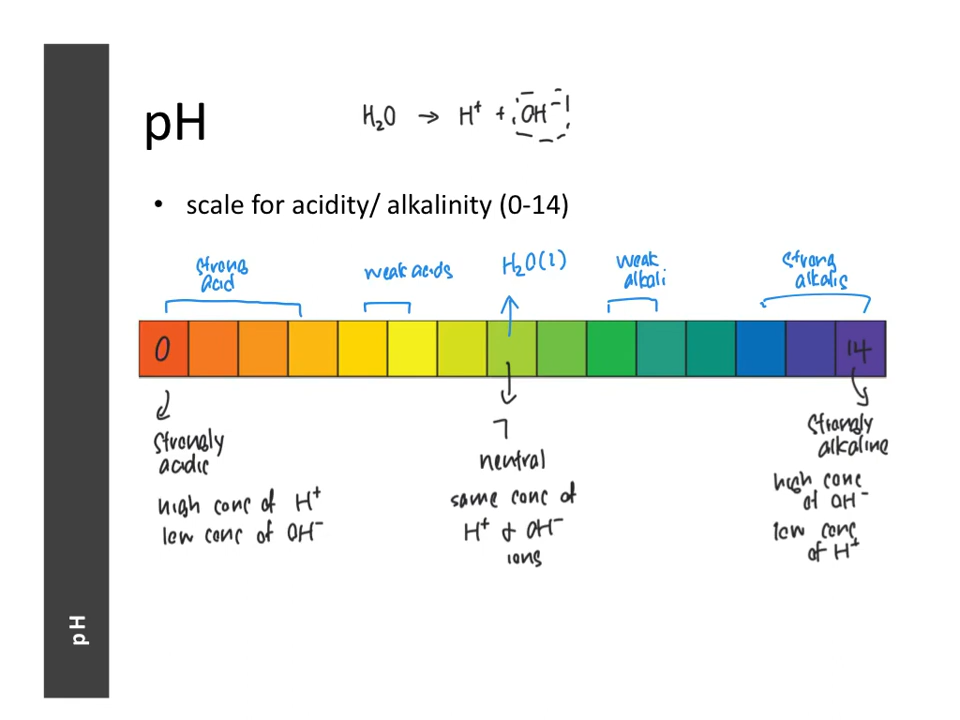 pH
H₂O → H⁺ + OH⁻
• scale for acidity/ alkalinity (0-14)
strong
acid
weak acids
H₂O(l)
weak
alkali
strong
alkalis
0
14
strongly
acidic
high conc of H⁺
low conc of OH⁻
7
neutral
same conc of
H⁺ & OH⁻
ions
strongly
alkaline
high conc
of OH⁻
low conc
of H⁺
pH